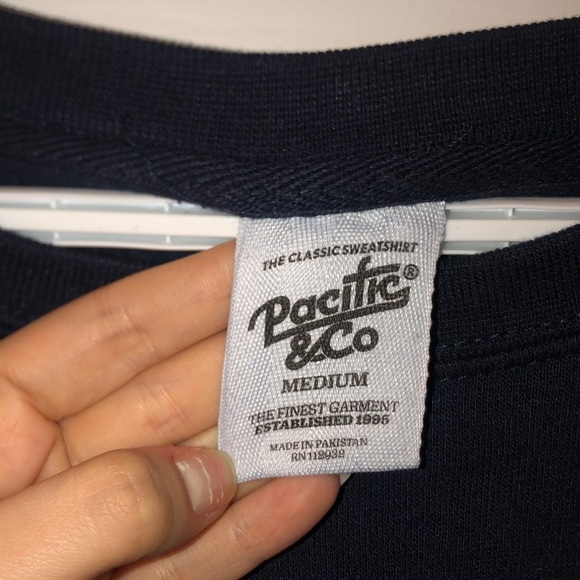 THE CLASSIC SWEATSHIRT
Pacific®
&Co
MEDIUM
THE FINEST GARMENT
ESTABLISHED 1995
MADE IN PAKISTAN
RN 112939